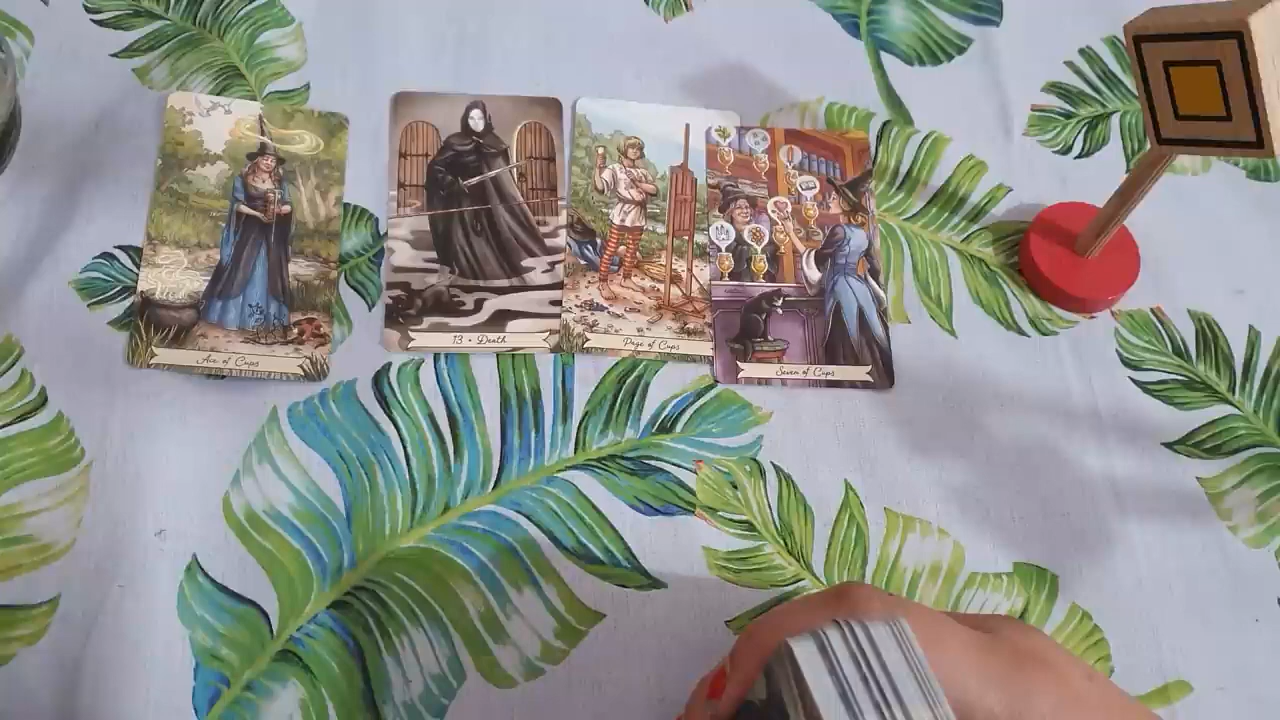 Ace of Cups
13 • Death
Page of Cups
Seven of Cups